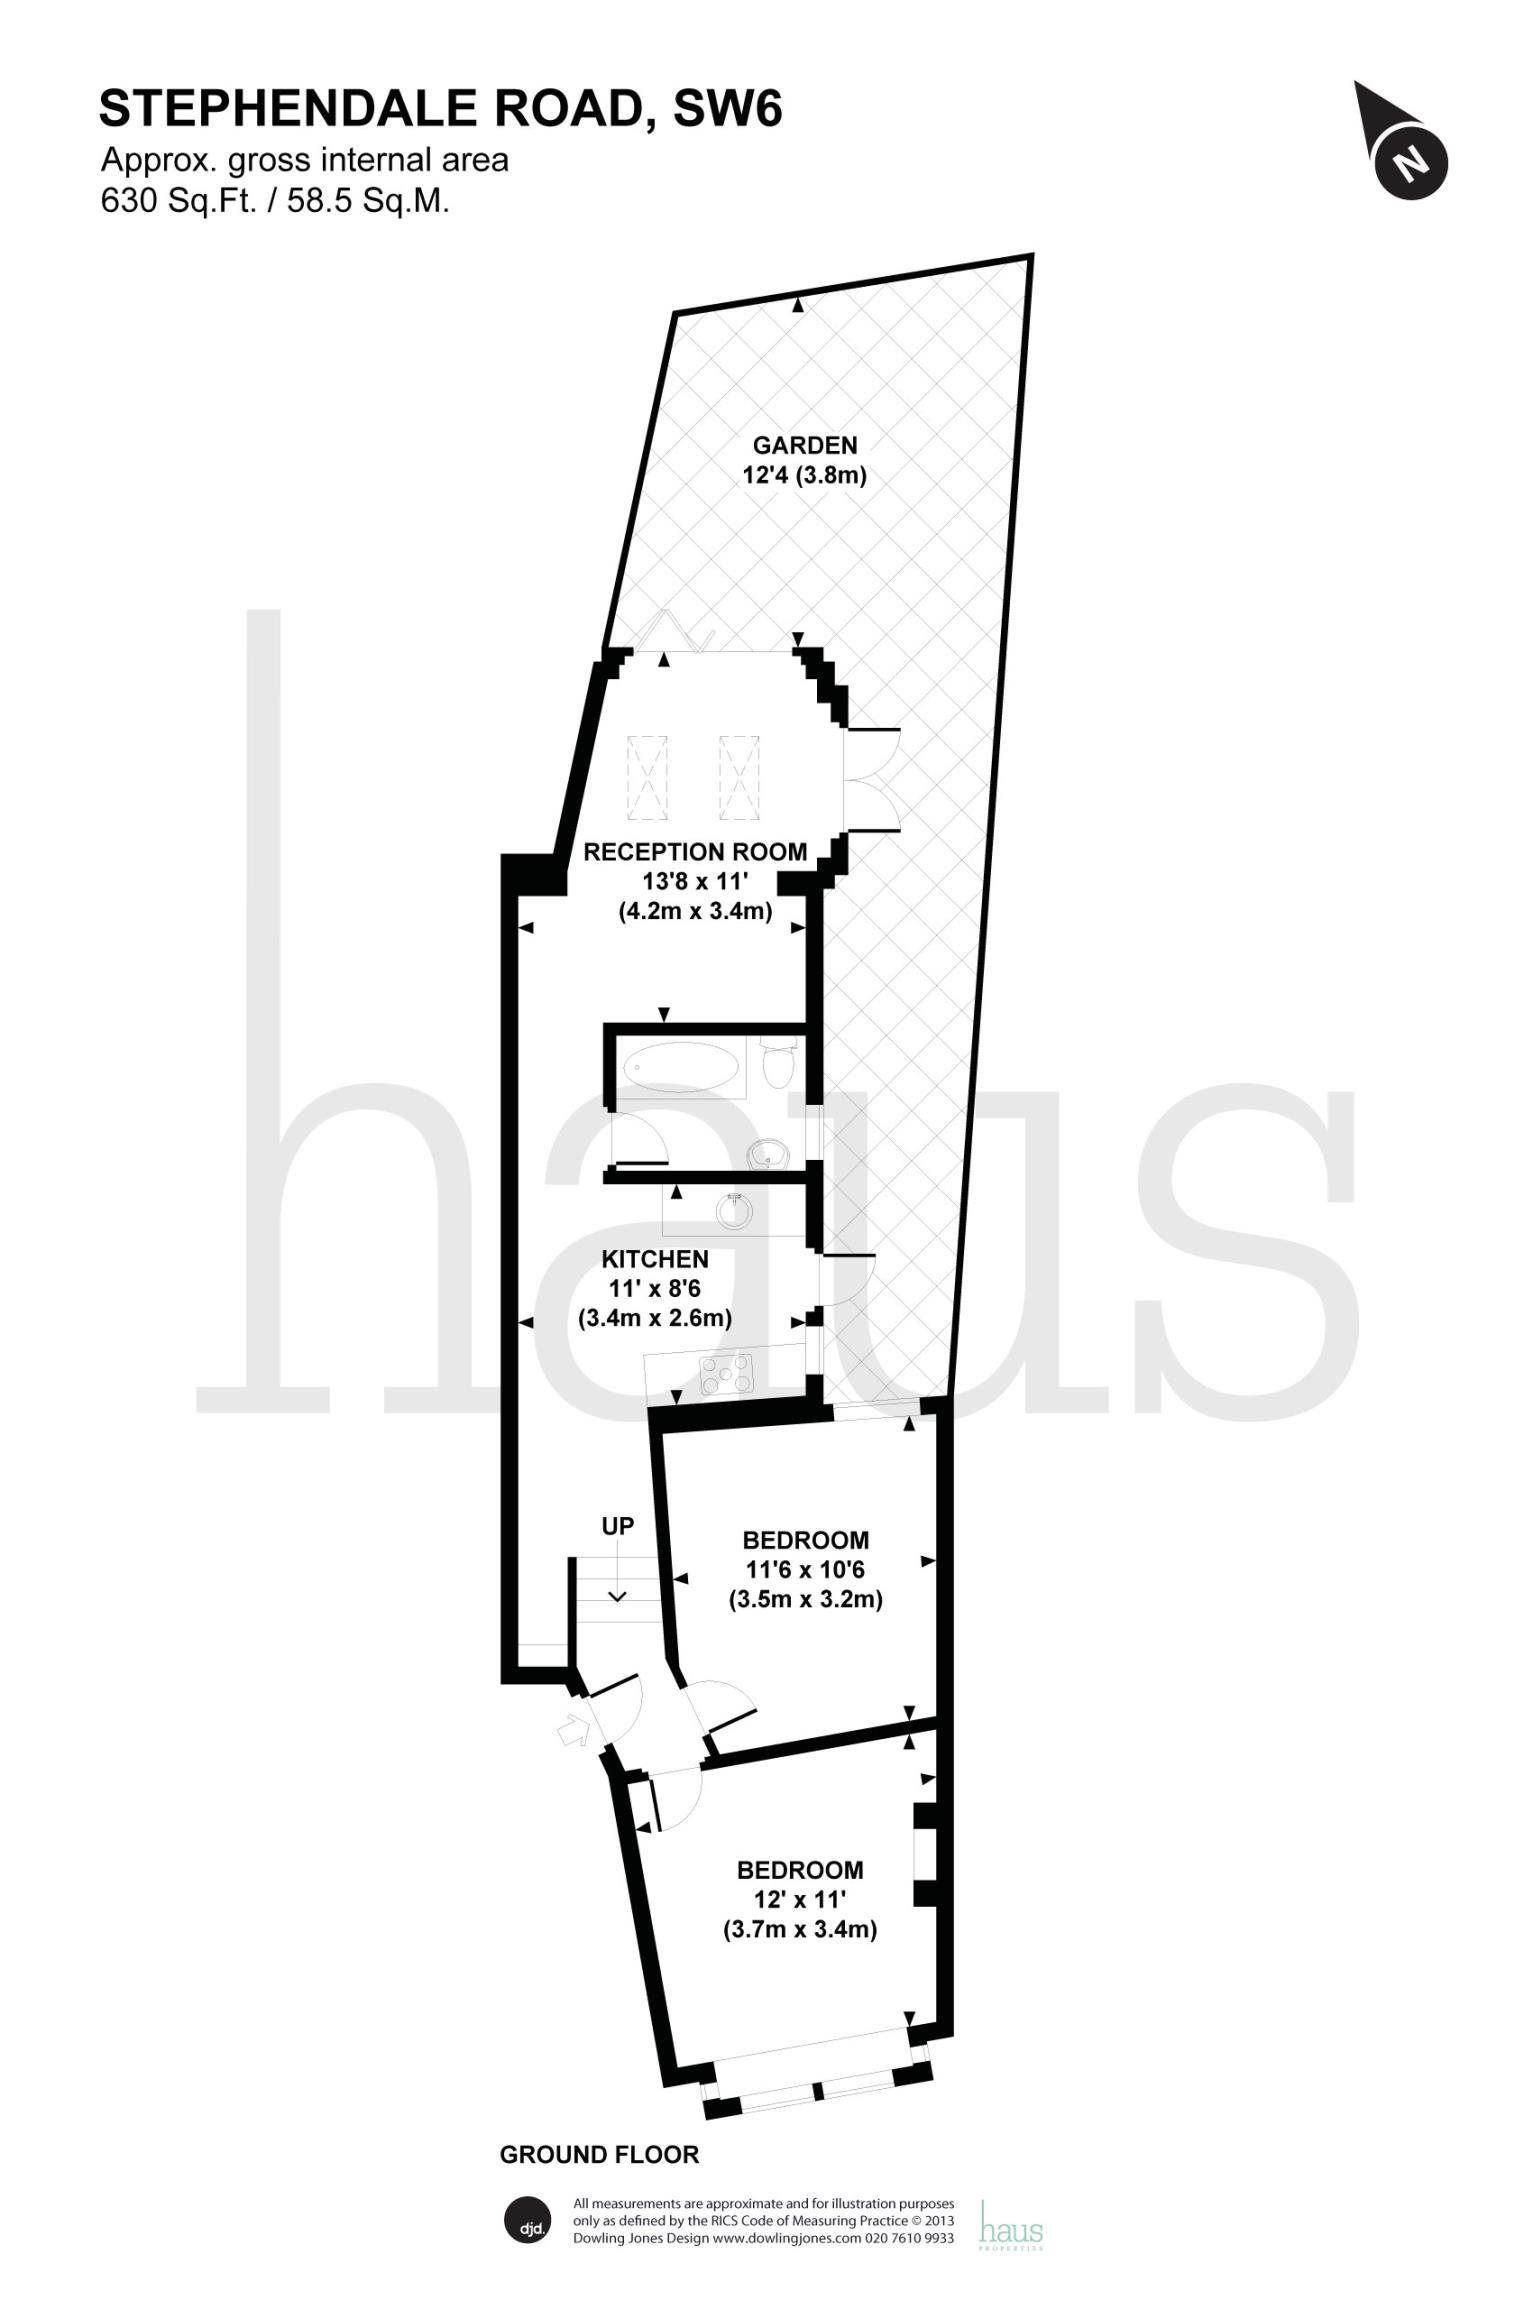 STEPHENDALE ROAD, SW6
Approx. gross internal area
630 Sq.Ft. / 58.5 Sq.M.
N
GARDEN
12'4 (3.8m)
RECEPTION ROOM
13'8 x 11'
(4.2m x 3.4m)
haus
KITCHEN
11' x 8'6
(3.4m x 2.6m)
UP
BEDROOM
11'6 x 10'6
(3.5m x 3.2m)
BEDROOM
12' x 11'
(3.7m x 3.4m)
GROUND FLOOR
djd.
All measurements are approximate and for illustration purposes
only as defined by the RICS Code of Measuring Practice © 2013
Dowling Jones Design www.dowlingjones.com 020 7610 9933
haus
PROPERTIES